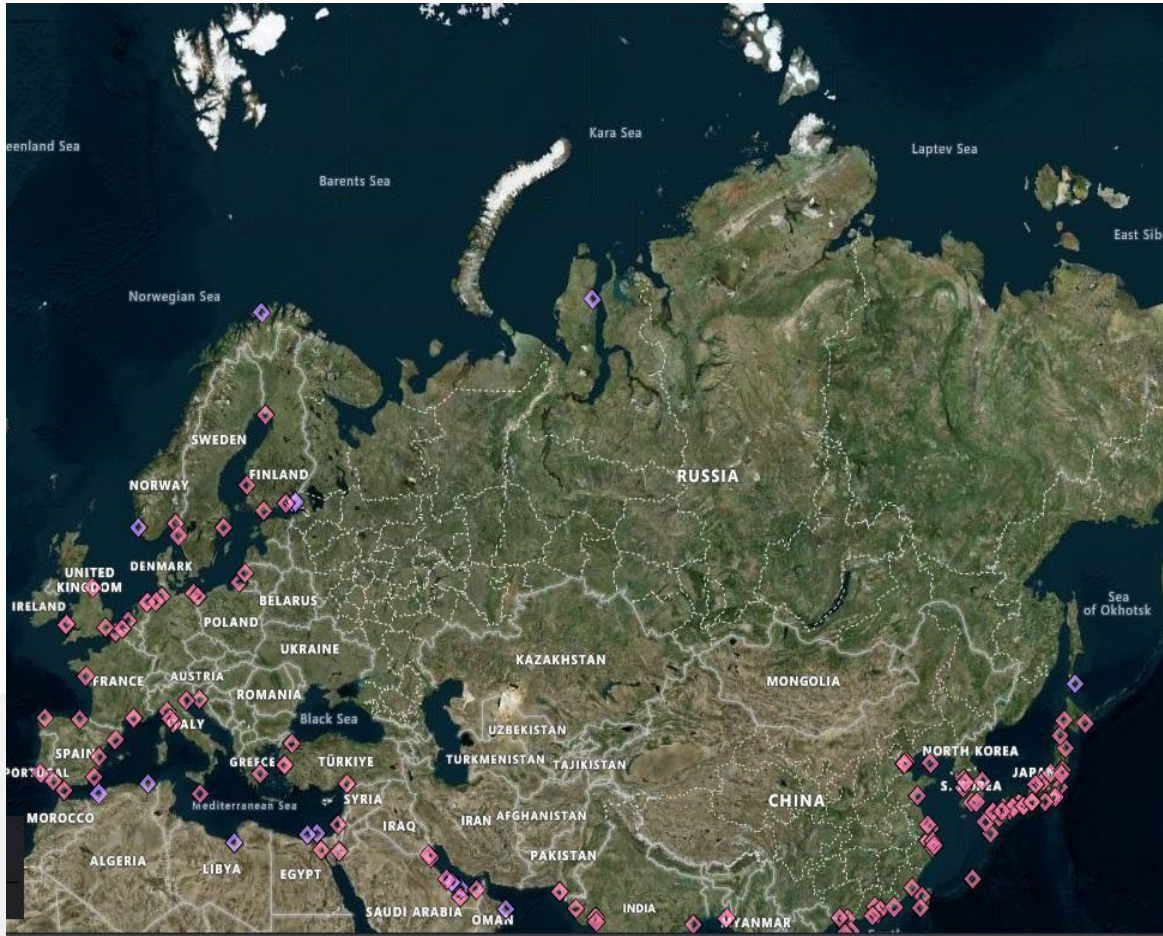 Kara Sea
eenland Sea
Laptev Sea
Barents Sea
East Sib
Norwegian Sea
SWEDEN
FINLAND
RUSSIA
NORWAY
DENMARK
UNITED
KINGDOM
IRELAND
BELARUS
Sea
of Okhotsk
POLAND
UKRAINE
KAZAKHSTAN
FRANCE
AUSTRIA
MONGOLIA
ROMANIA
Black Sea
ITALY
UZBEKISTAN
SPAIN
NORTH KOREA
GREECE
TÜRKIYE
TURKMENISTAN
TAJIKISTAN
PORTUGAL
JAPAN
S. KOREA
SYRIA
CHINA
Mediterranean Sea
MOROCCO
IRAQ
IRAN
AFGHANISTAN
PAKISTAN
ALGERIA
LIBYA
EGYPT
INDIA
SAUDI ARABIA
OMAN
MYANMAR